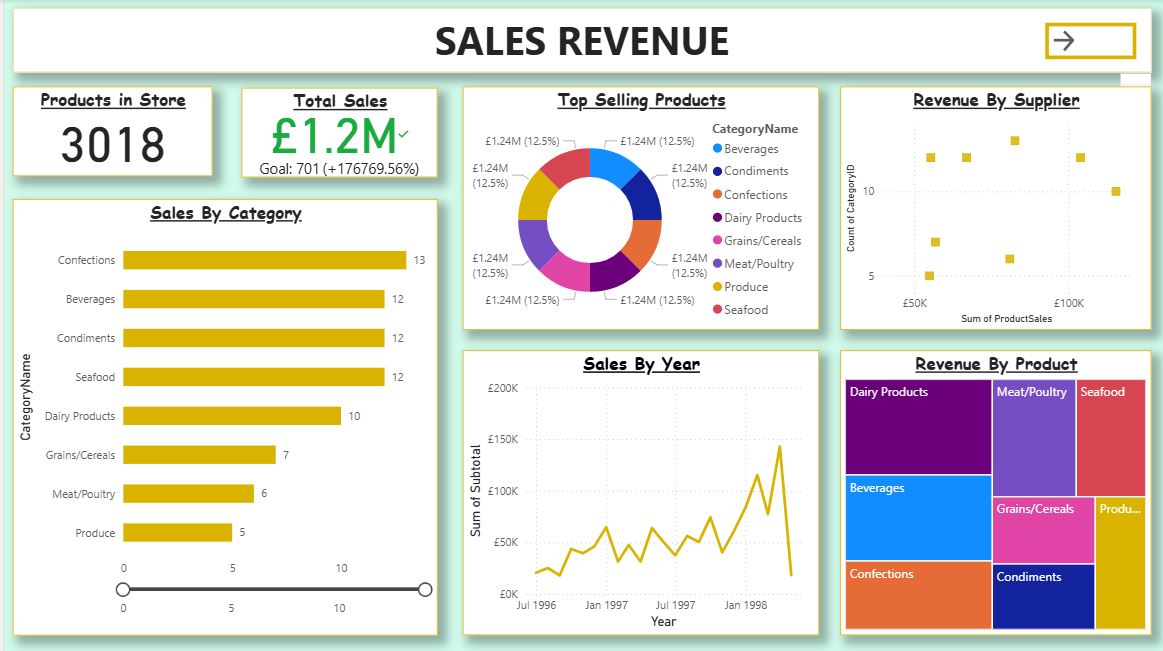 SALES REVENUE
Products in Store
3018
Total Sales
£1.2M
Goal: 701 (+176769.56%)
Sales By Category
CategoryName
Confections 13
Beverages 12
Condiments 12
Seafood 12
Dairy Products 10
Grains/Cereals 7
Meat/Poultry 6
Produce 5
0 5 10
0 5 10
Top Selling Products
£1.24M (12.5%) £1.24M (12.5%)
£1.24M
(12.5%)
£1.24M
(12.5%)
£1.24M
(12.5%)
£1.24M
(12.5%)
£1.24M (12.5%) £1.24M (12.5%)
CategoryName
Beverages
Condiments
Confections
Dairy Products
Grains/Cereals
Meat/Poultry
Produce
Seafood
Revenue By Supplier
Count of CategoryID
10
5
£50K £100K
Sum of ProductSales
Sales By Year
Sum of Subtotal
£200K
£150K
£100K
£50K
£0K
Jul 1996 Jan 1997 Jul 1997 Jan 1998
Year
Revenue By Product
Dairy Products Meat/Poultry Seafood
Beverages
Grains/Cereals Produ...
Confections
Condiments